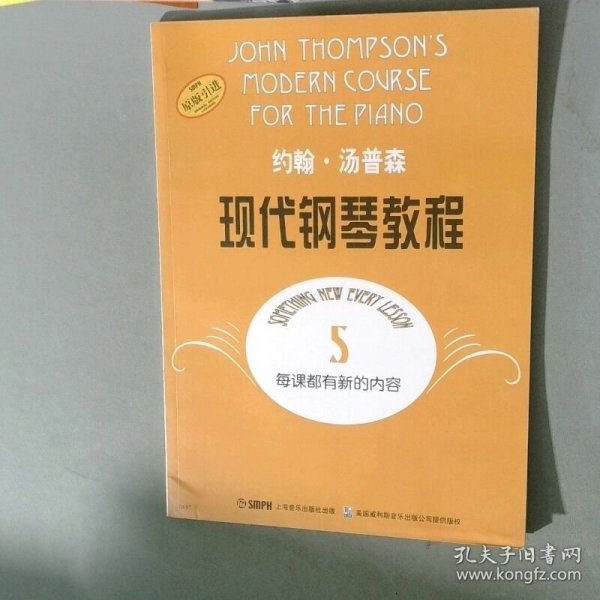 JOHN THOMPSON'S
MODERN COURSE
FOR THE PIANO
SMPH
原版引进
约翰·汤普森
现代钢琴教程
SOMETHING NEW EVERY LESSON
5
每课都有新的内容
SMPH 上海音乐出版社出版
美国威利斯音乐出版公司提供版权
孔夫子旧书网
www.kongfz.com